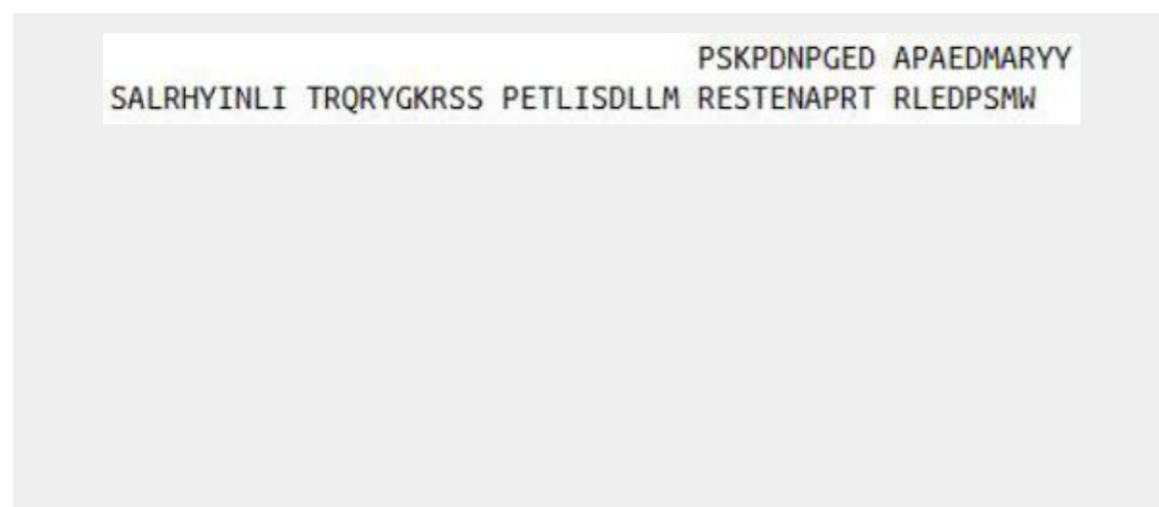 PSKPDNPGED APAEDMARYY
SALRHYINLI TRQRYGKRSS PETLISDLLM RESTENAPRT RLEDPSMW